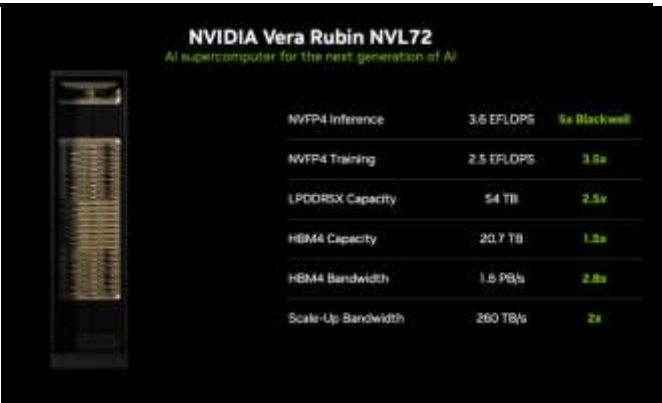 NVIDIA Vera Rubin NVL72
AI supercomputer for the next generation of AI
NVFP4 Inference 3.6 EFLOPS 5x Blackwell
NVFP4 Training 2.5 EFLOPS 3.5x
LPDDR5X Capacity 54 TB 2.5x
HBM4 Capacity 20.7 TB 1.5x
HBM4 Bandwidth 1.6 PB/s 2.8x
Scale-Up Bandwidth 260 TB/s 2x